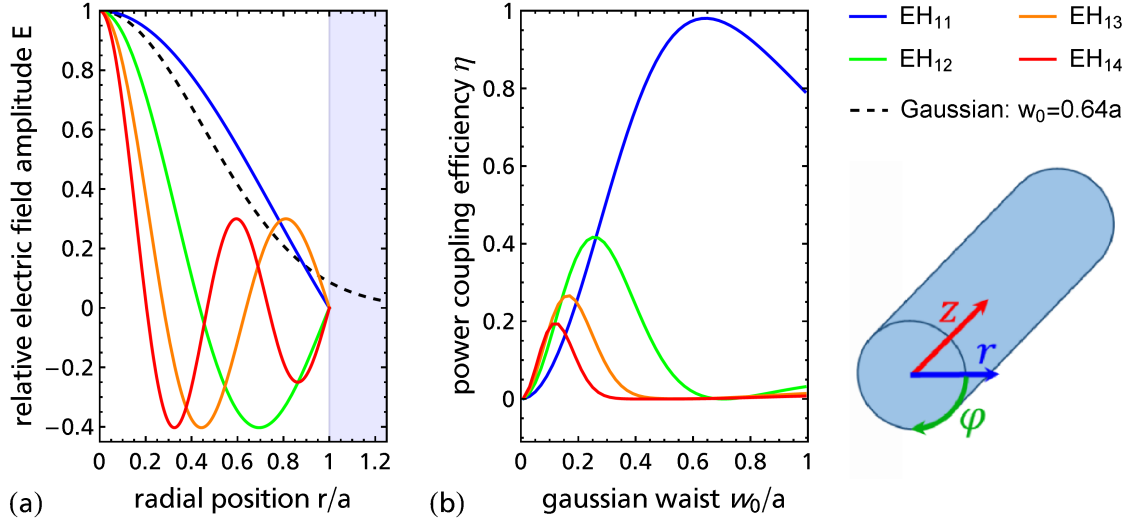 relative electric field amplitude E
1
0.8
0.6
0.4
0.2
0
−0.2
−0.4
0 0.2 0.4 0.6 0.8 1 1.2
(a) radial position r/a
power coupling efficiency η
1
0.8
0.6
0.4
0.2
0
0 0.2 0.4 0.6 0.8 1
(b) gaussian waist w₀/a
EH₁₁ EH₁₃
EH₁₂ EH₁₄
Gaussian: w₀=0.64a
z
r
φ